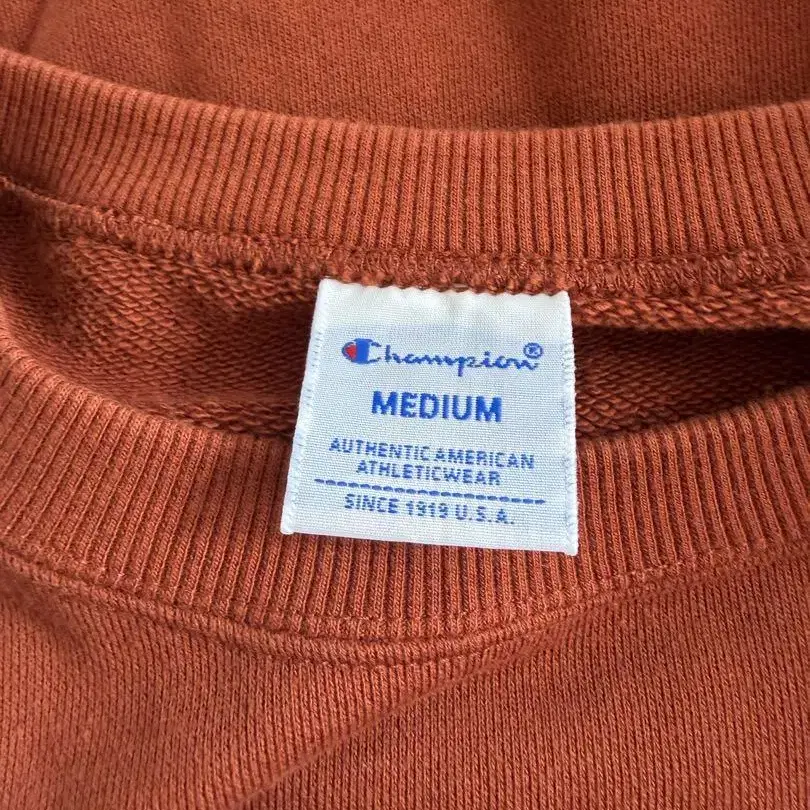 Champion®
MEDIUM
AUTHENTIC AMERICAN
ATHLETICWEAR
SINCE 1919 U.S.A.